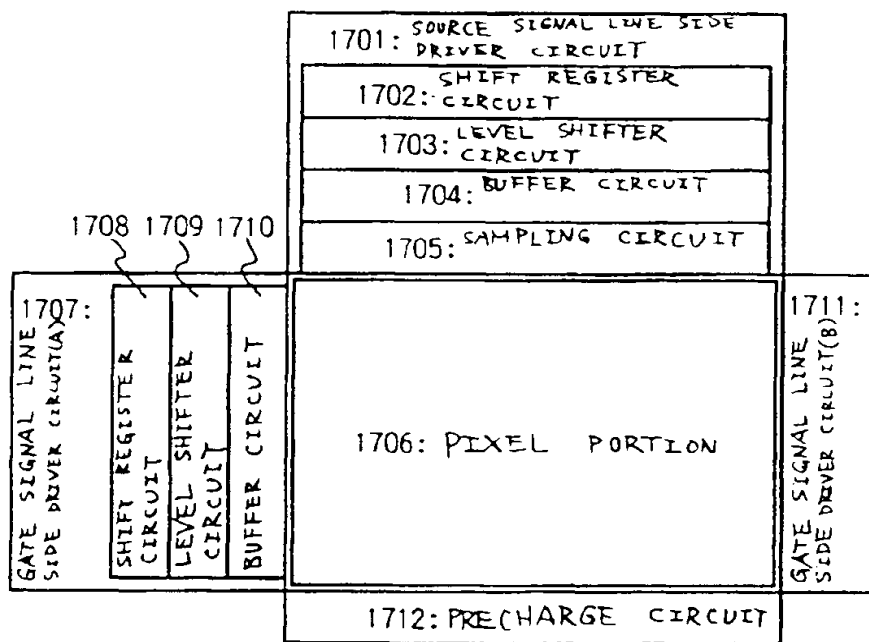 1701: SOURCE SIGNAL LINE SIDE
DRIVER CIRCUIT
1702: SHIFT REGISTER
CIRCUIT
1703: LEVEL SHIFTER
CIRCUIT
1704: BUFFER CIRCUIT
1705: SAMPLING CIRCUIT
1708 1709 1710
1707:
GATE SIGNAL LINE
SIDE DRIVER CIRCUIT(A)
SHIFT REGISTER
CIRCUIT
LEVEL SHIFTER
CIRCUIT
BUFFER CIRCUIT
1706: PIXEL PORTION
1711:
GATE SIGNAL LINE
SIDE DRIVER CIRCUIT(B)
1712: PRECHARGE CIRCUIT